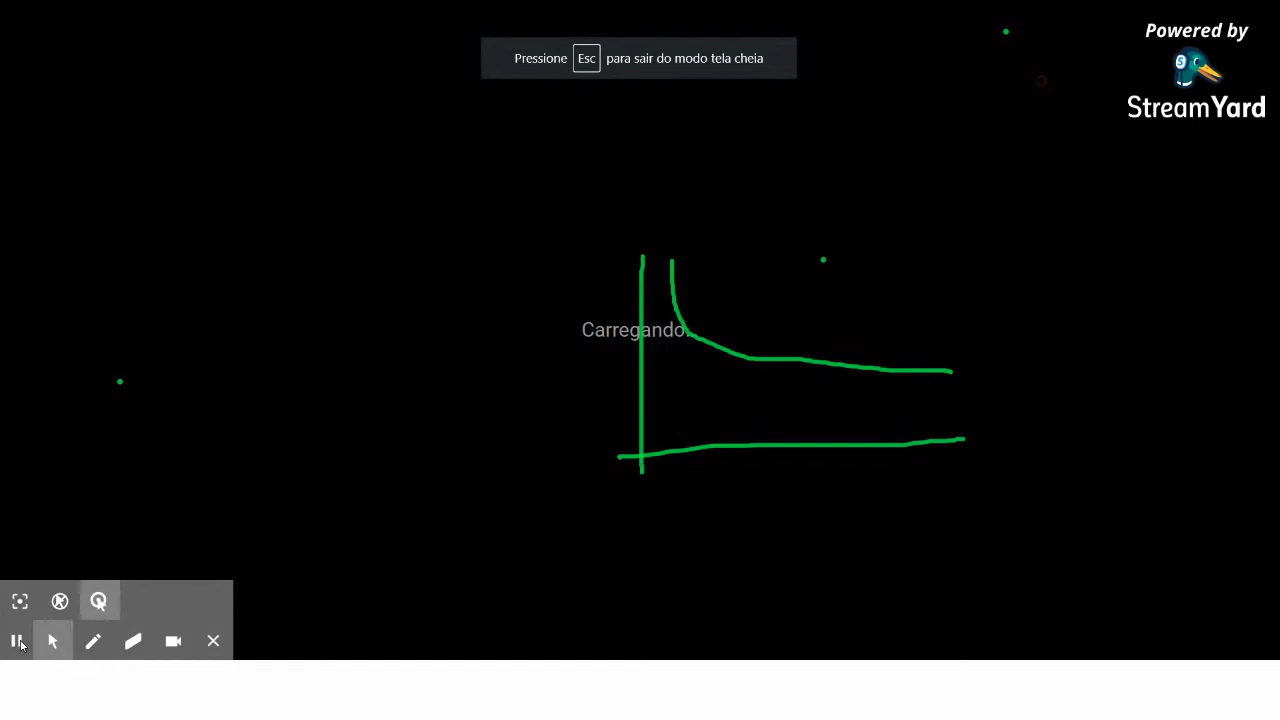 Powered by
StreamYard
Pressione Esc para sair do modo tela cheia
Carregando.